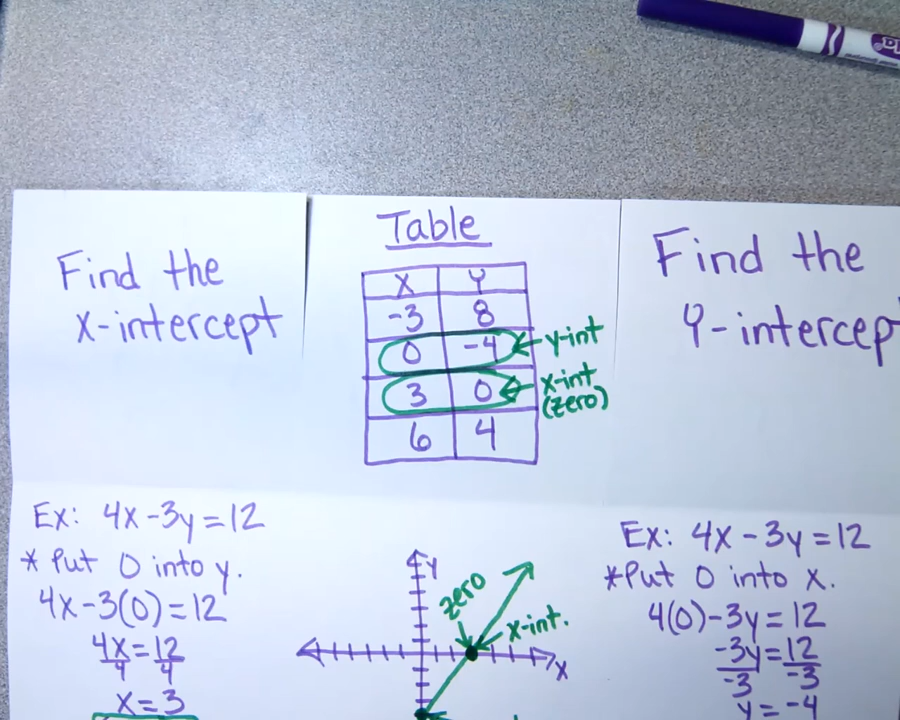 Find the
x-intercept
Table
X Y
-3 8
0 -4 y-int
3 0 x-int
(zero)
6 4
Find the
Y-intercept
Ex: 4x-3y=12
* Put 0 into y.
4x-3(0)=12
4x=12
4 4
x=3
y
zero
x-int.
x
Ex: 4x-3y=12
*Put 0 into x.
4(0)-3y=12
-3y=12
-3 -3
y=-4